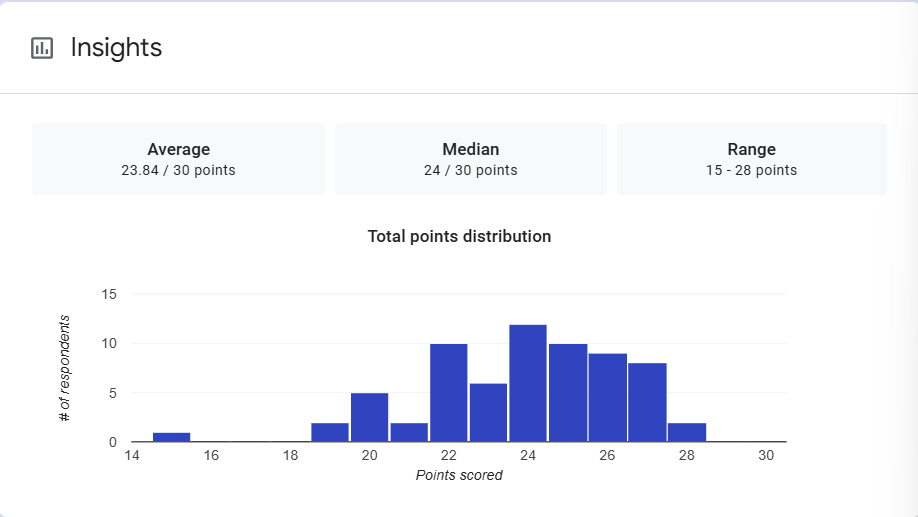 Insights
Average
23.84 / 30 points
Median
24 / 30 points
Range
15 - 28 points
Total points distribution
# of respondents
15
10
5
0
14 16 18 20 22 24 26 28 30
Points scored